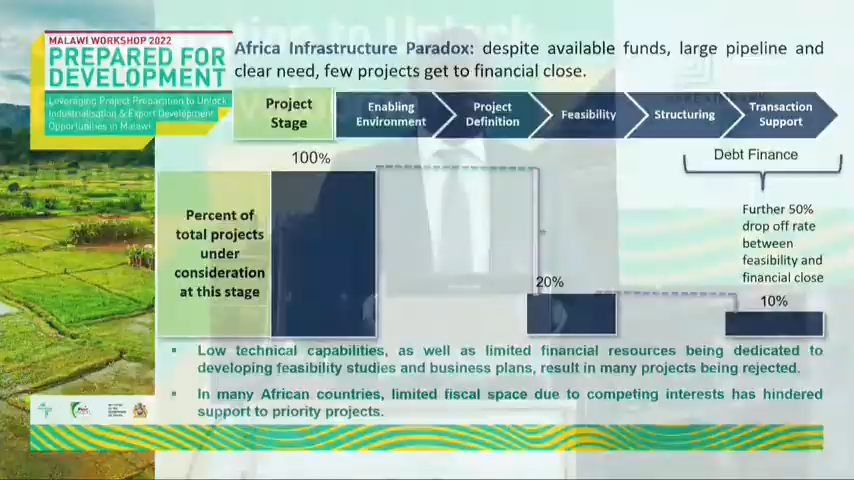 MALAWI WORKSHOP 2022
PREPARED FOR
DEVELOPMENT
Leveraging Project Preparation to Unlock
Industrialisation & Export Development
Opportunities in Malawi
Africa Infrastructure Paradox: despite available funds, large pipeline and
clear need, few projects get to financial close.
Project
Stage
Enabling
Environment
Project
Definition
Feasibility
Structuring
Transaction
Support
Debt Finance
100%
Percent of
total projects
under
consideration
at this stage
20%
Further 50%
drop off rate
between
feasibility and
financial close
10%
▪ Low technical capabilities, as well as limited financial resources being dedicated to
developing feasibility studies and business plans, result in many projects being rejected.
▪ In many African countries, limited fiscal space due to competing interests has hindered
support to priority projects.